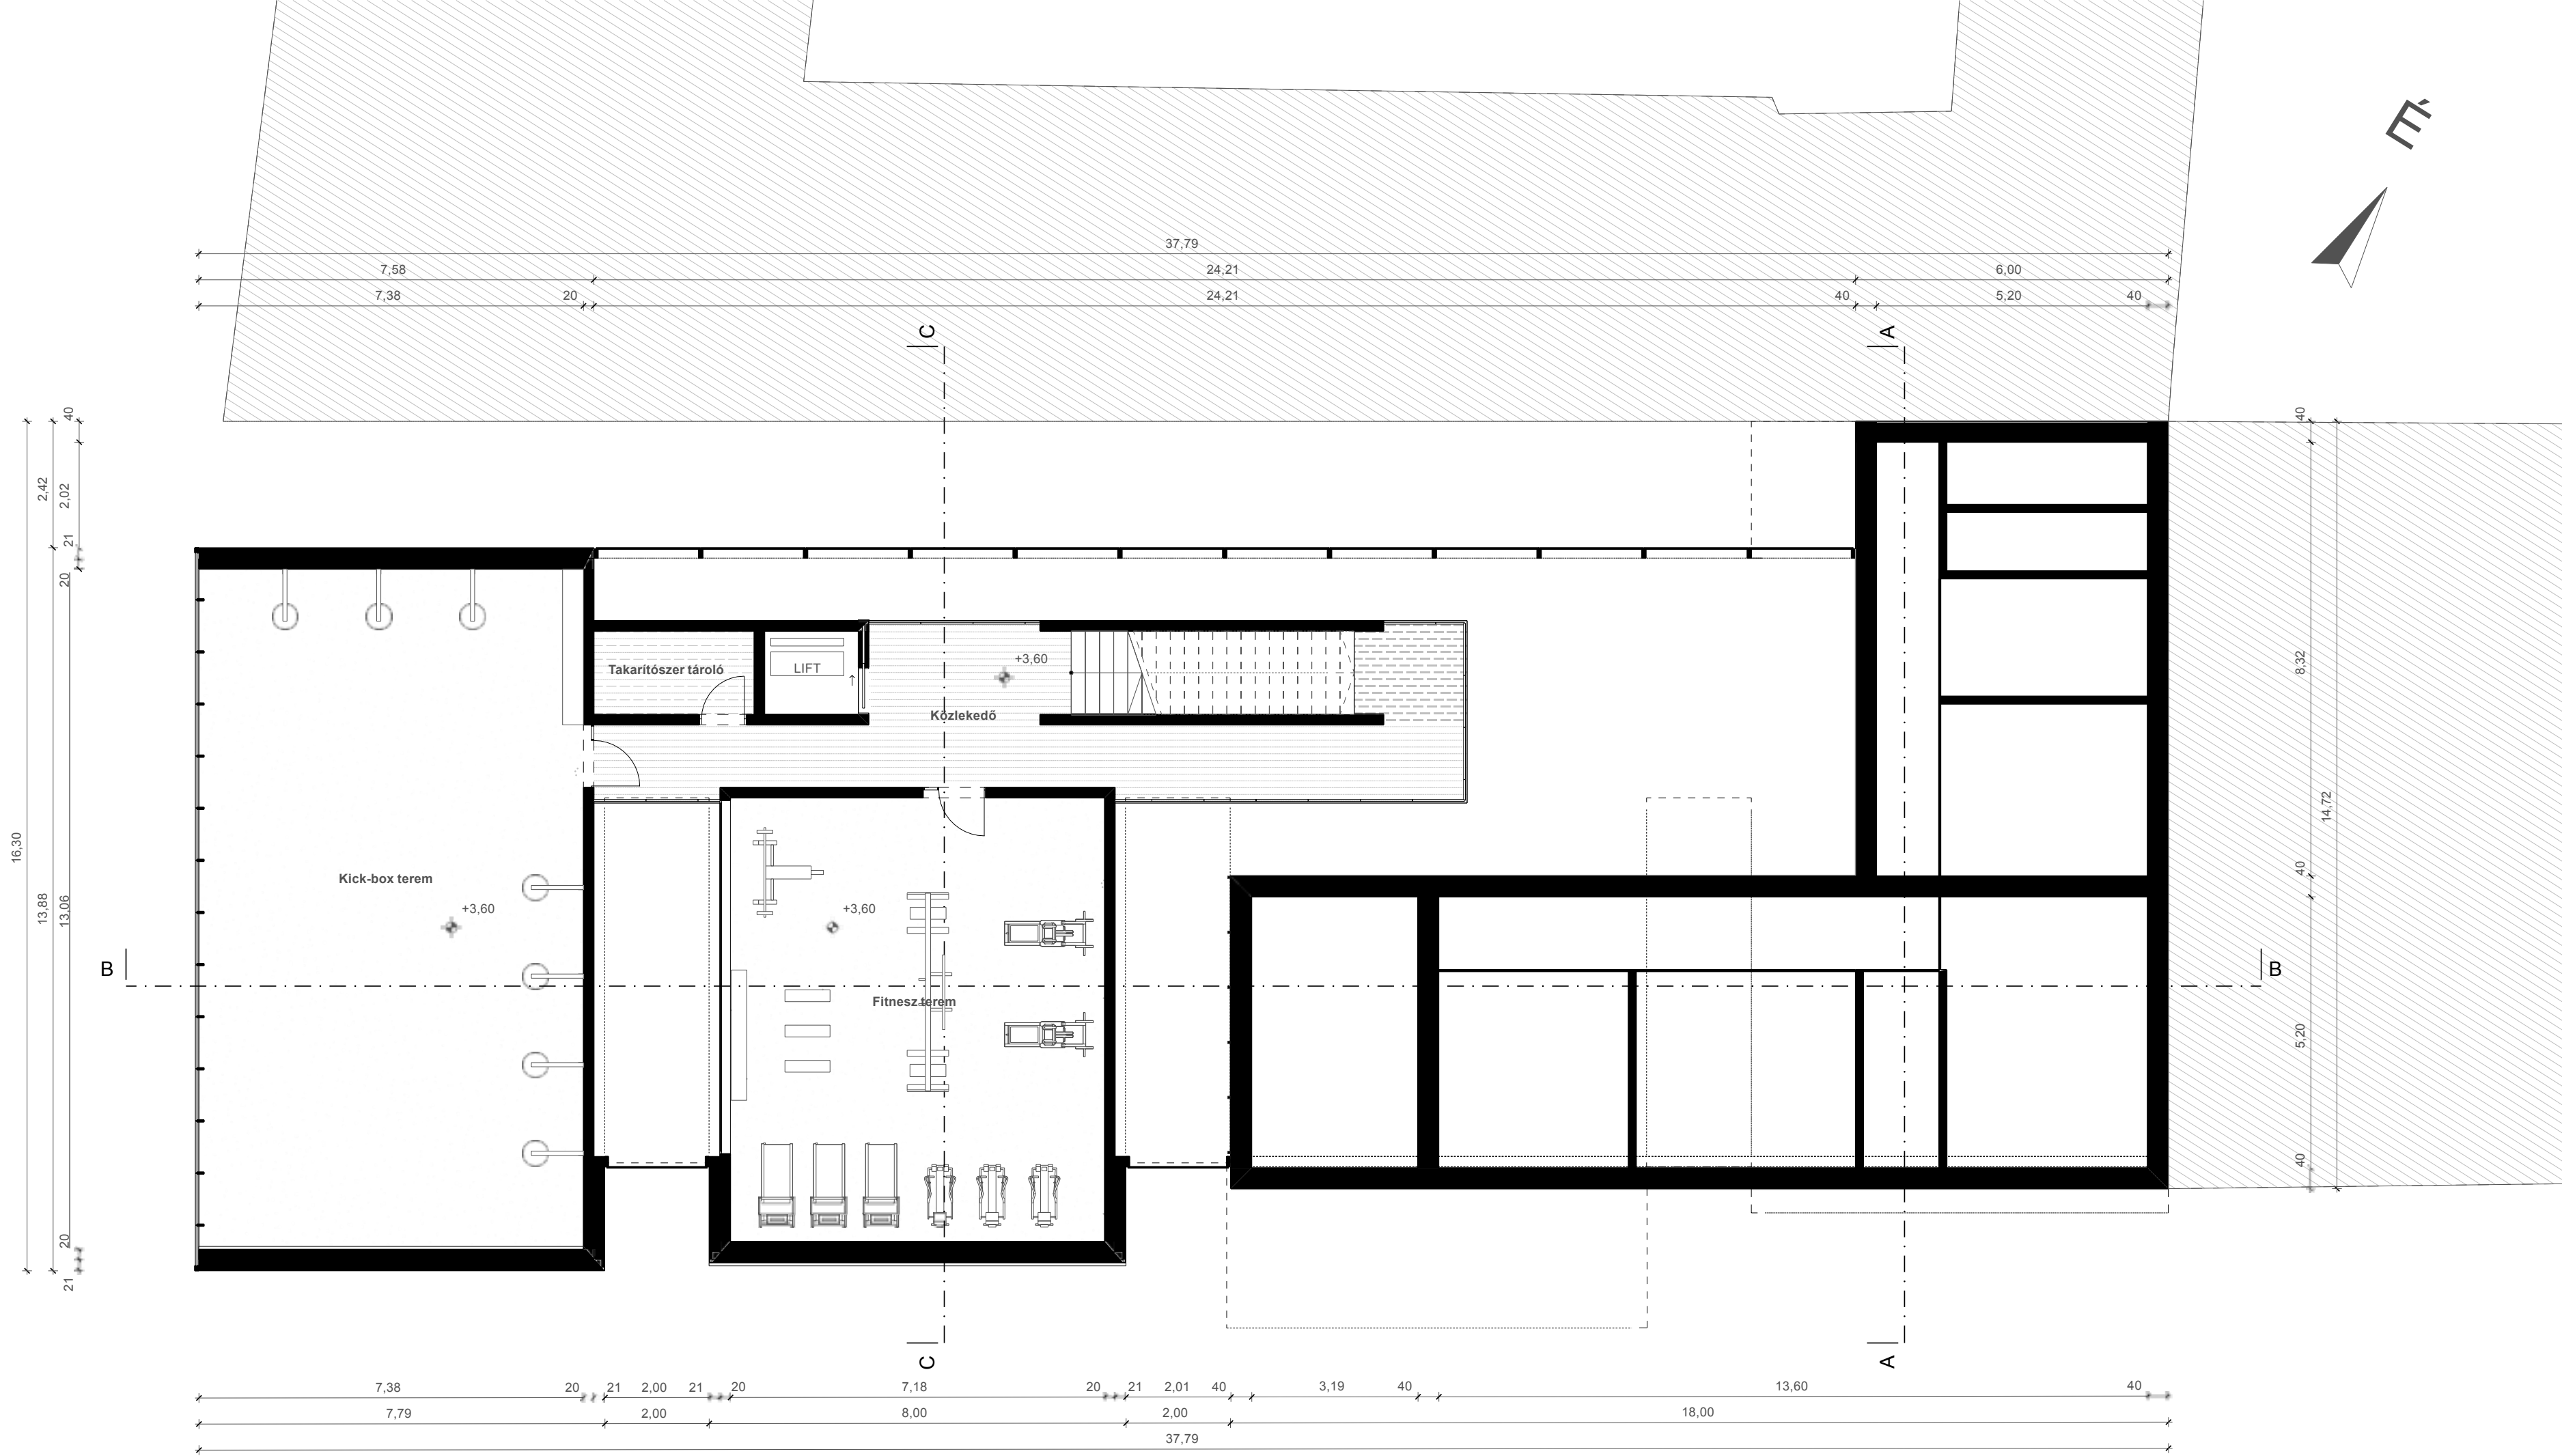 É
37,79
7,58 24,21 6,00
7,38 20 24,21 40 5,20 40
C A
40
2,42
2,02
21
20
16,30
13,88
13,06
20
21
40
8,32
14,72
40
5,20
40
+3,60
Takarítószer tároló
LIFT
Közlekedő
Kick-box terem
+3,60
+3,60
Fitnesz terem
B B
C A
7,38 20 21 2,00 21 20 7,18 20 21 2,01 40 3,19 40 13,60 40
7,79 2,00 8,00 2,00 18,00
37,79